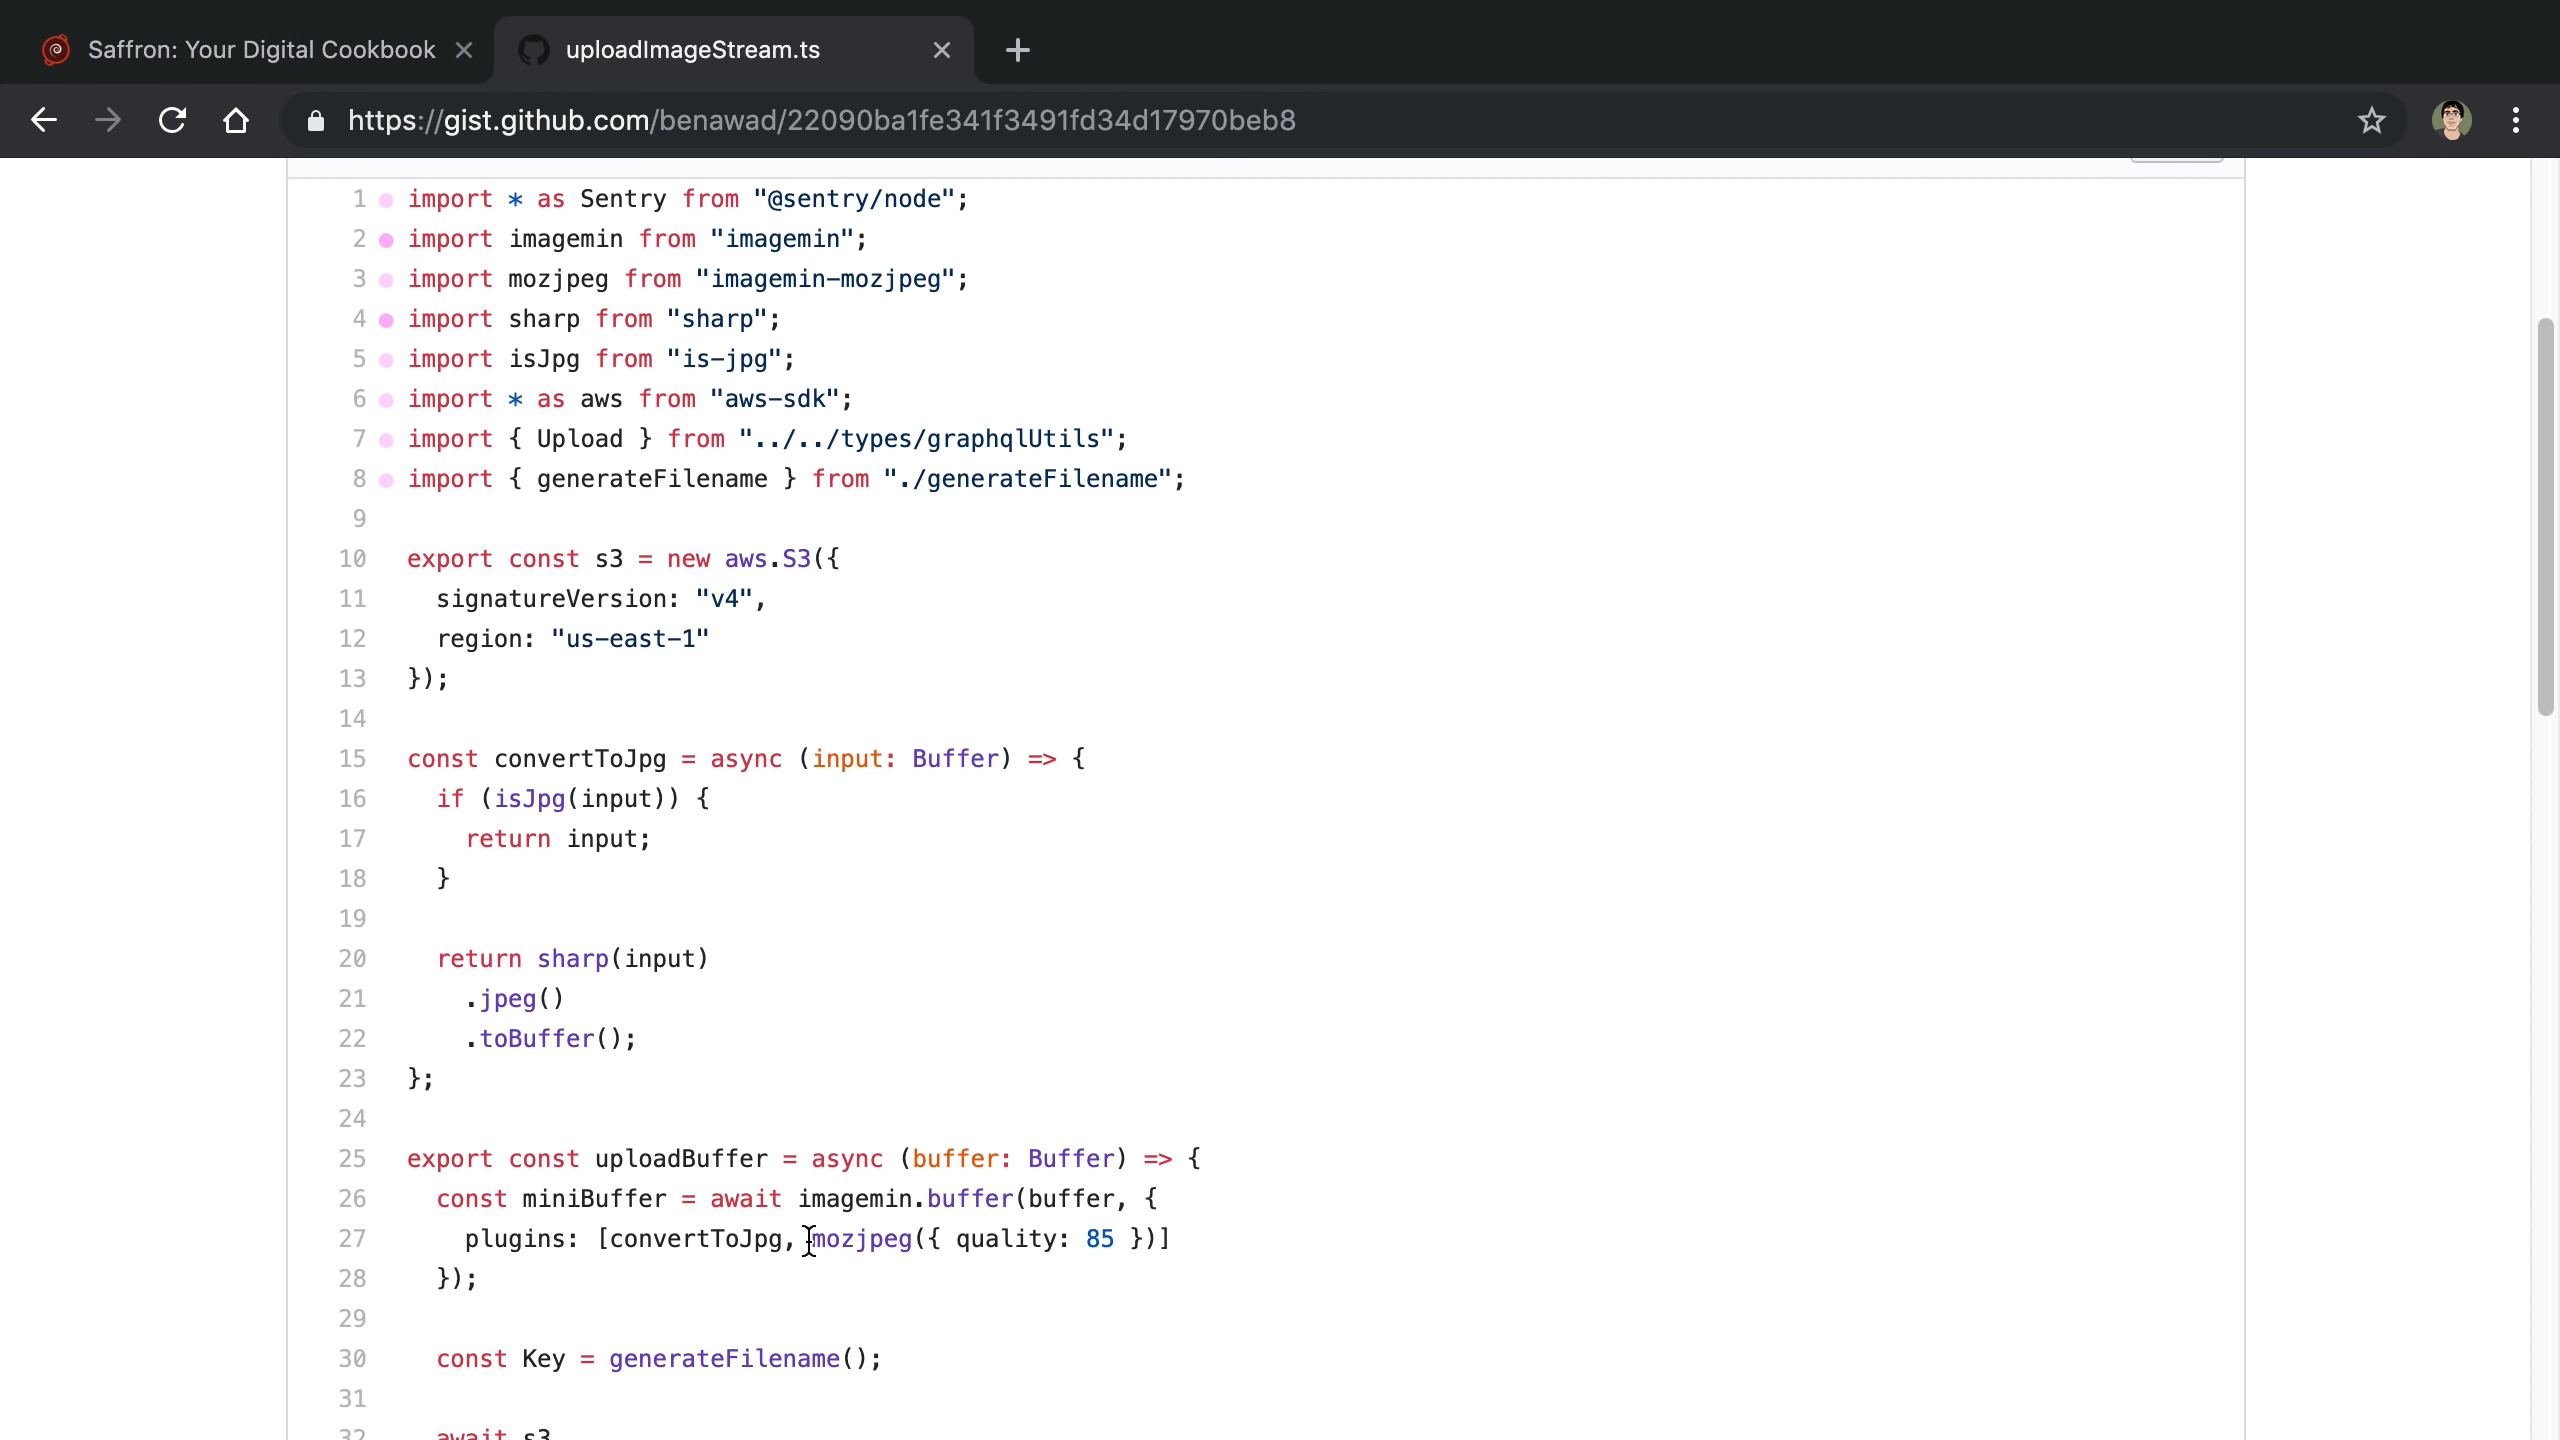 Saffron: Your Digital Cookbook
uploadImageStream.ts
https://gist.github.com/benawad/22090ba1fe341f3491fd34d17970beb8
1 import * as Sentry from "@sentry/node";
2 import imagemin from "imagemin";
3 import mozjpeg from "imagemin-mozjpeg";
4 import sharp from "sharp";
5 import isJpg from "is-jpg";
6 import * as aws from "aws-sdk";
7 import { Upload } from "../../types/graphqlUtils";
8 import { generateFilename } from "./generateFilename";
9
10 export const s3 = new aws.S3({
11   signatureVersion: "v4",
12   region: "us-east-1"
13 });
14
15 const convertToJpg = async (input: Buffer) => {
16   if (isJpg(input)) {
17     return input;
18   }
19
20   return sharp(input)
21     .jpeg()
22     .toBuffer();
23 };
24
25 export const uploadBuffer = async (buffer: Buffer) => {
26   const miniBuffer = await imagemin.buffer(buffer, {
27     plugins: [convertToJpg, mozjpeg({ quality: 85 })]
28   });
29
30   const Key = generateFilename();
31
32   await s3